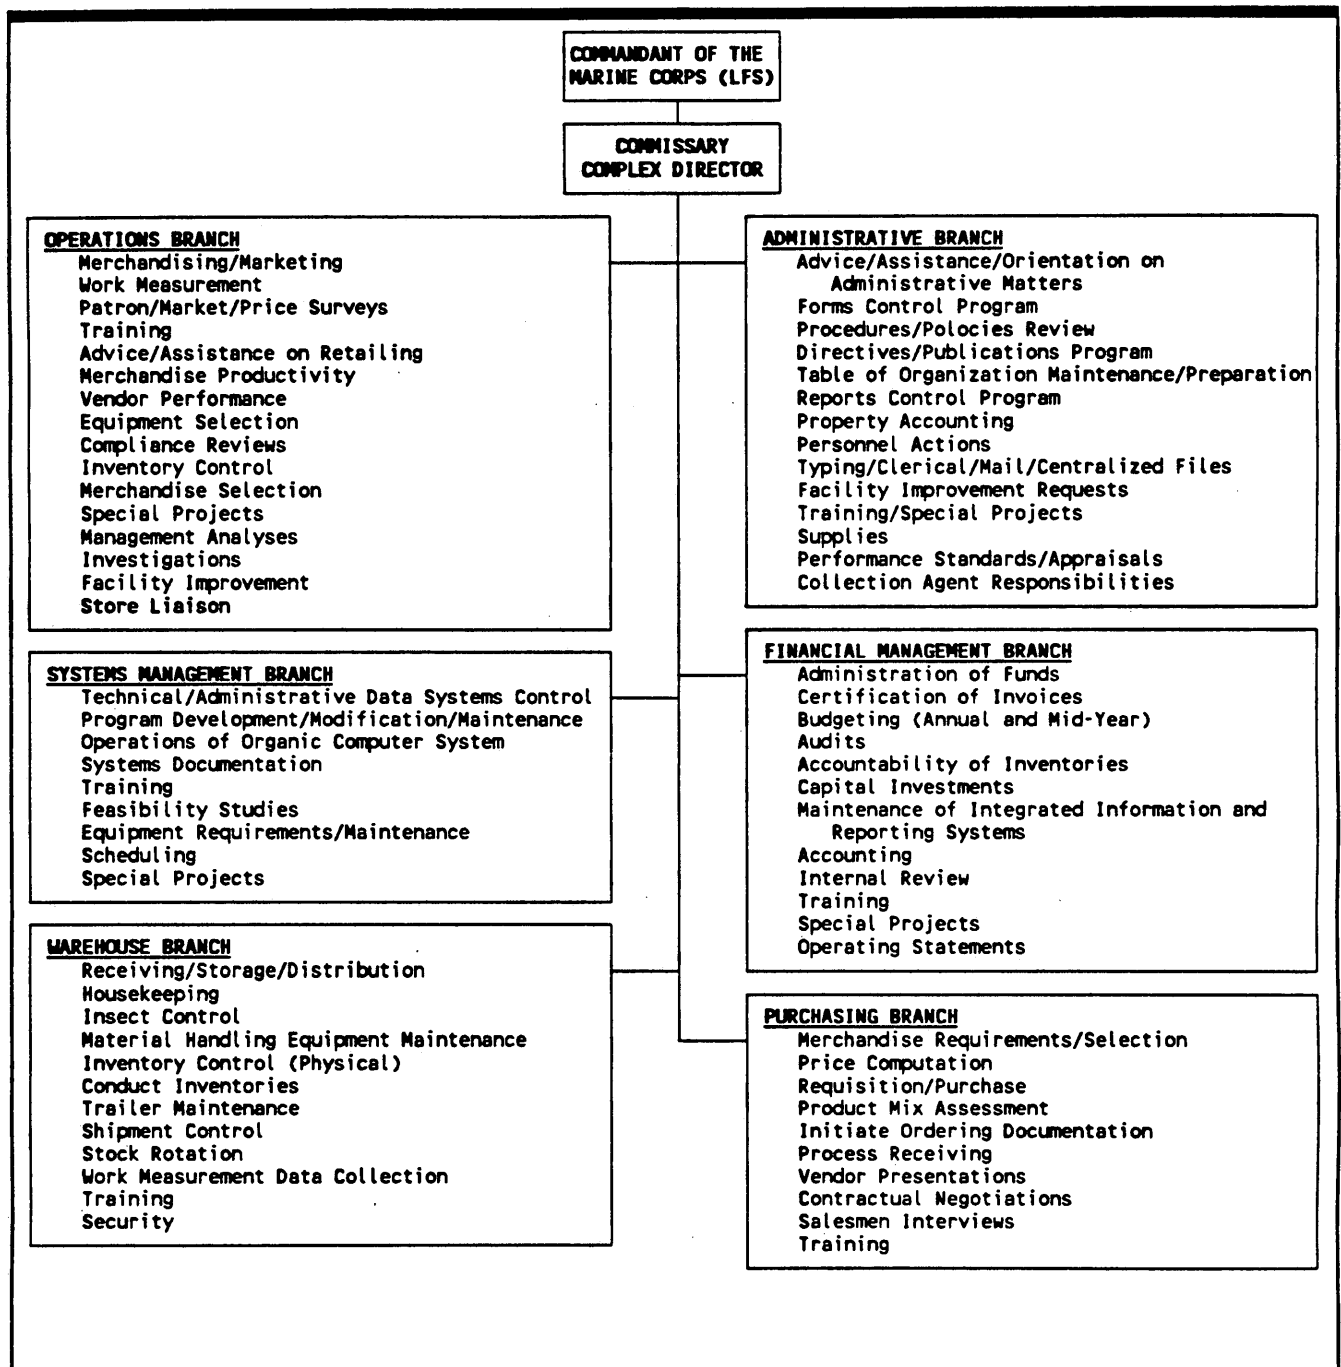 COMMANDANT OF THE
MARINE CORPS (LFS)
COMMISSARY
COMPLEX DIRECTOR
OPERATIONS BRANCH
Merchandising/Marketing
Work Measurement
Patron/Market/Price Surveys
Training
Advice/Assistance on Retailing
Merchandise Productivity
Vendor Performance
Equipment Selection
Compliance Reviews
Inventory Control
Merchandise Selection
Special Projects
Management Analyses
Investigations
Facility Improvement
Store Liaison
ADMINISTRATIVE BRANCH
Advice/Assistance/Orientation on
Administrative Matters
Forms Control Program
Procedures/Polocies Review
Directives/Publications Program
Table of Organization Maintenance/Preparation
Reports Control Program
Property Accounting
Personnel Actions
Typing/Clerical/Mail/Centralized Files
Facility Improvement Requests
Training/Special Projects
Supplies
Performance Standards/Appraisals
Collection Agent Responsibilities
SYSTEMS MANAGEMENT BRANCH
Technical/Administrative Data Systems Control
Program Development/Modification/Maintenance
Operations of Organic Computer System
Systems Documentation
Training
Feasibility Studies
Equipment Requirements/Maintenance
Scheduling
Special Projects
FINANCIAL MANAGEMENT BRANCH
Administration of Funds
Certification of Invoices
Budgeting (Annual and Mid-Year)
Audits
Accountability of Inventories
Capital Investments
Maintenance of Integrated Information and
Reporting Systems
Accounting
Internal Review
Training
Special Projects
Operating Statements
WAREHOUSE BRANCH
Receiving/Storage/Distribution
Housekeeping
Insect Control
Material Handling Equipment Maintenance
Inventory Control (Physical)
Conduct Inventories
Trailer Maintenance
Shipment Control
Stock Rotation
Work Measurement Data Collection
Training
Security
PURCHASING BRANCH
Merchandise Requirements/Selection
Price Computation
Requisition/Purchase
Product Mix Assessment
Initiate Ordering Documentation
Process Receiving
Vendor Presentations
Contractual Negotiations
Salesmen Interviews
Training